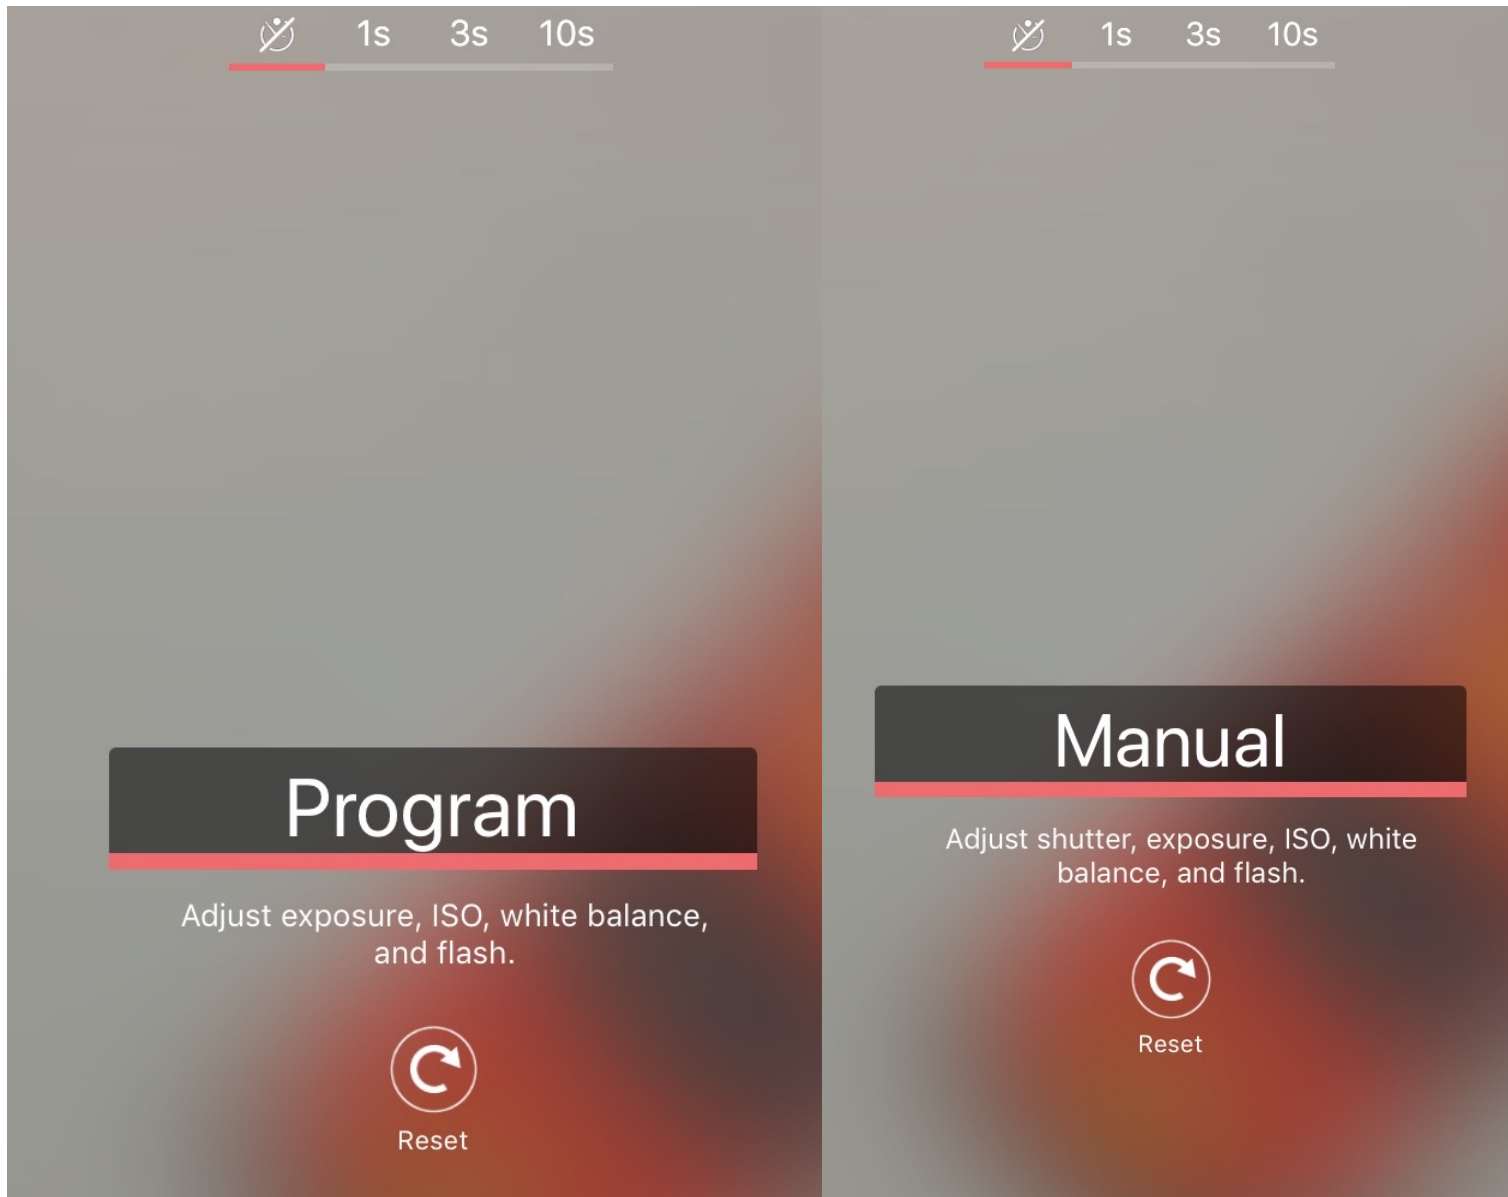 1s 3s 10s
Program
Adjust exposure, ISO, white balance,
and flash.
Reset
1s 3s 10s
Manual
Adjust shutter, exposure, ISO, white
balance, and flash.
Reset